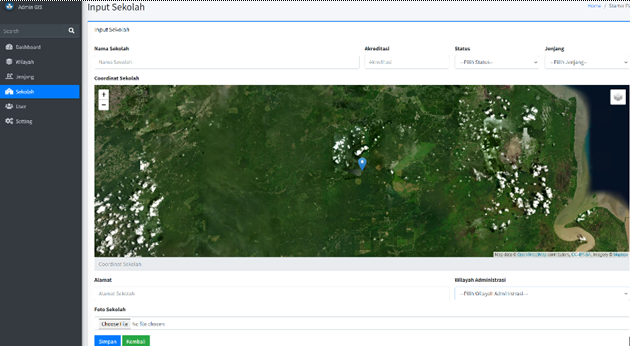 Admin GIS
Input Sekolah
Home / Status Pa
Search
Input Sekolah
Dashboard
Wilayah
Jenjang
Sekolah
User
Setting
Nama Sekolah
Akreditasi
Status
Jenjang
Nama Sekolah
Akreditasi
--Pilih Status--
--Pilih Jenjang--
Coordinat Sekolah
+
−
Map data © OpenStreetMap contributors, CC-BY-SA, Imagery © Mapbox
Coordinat Sekolah
Alamat
Wilayah Administrasi
Alamat Sekolah
--Pilih Wilayah Administrasi--
Foto Sekolah
Choose File No file chosen
Simpan
Kembali